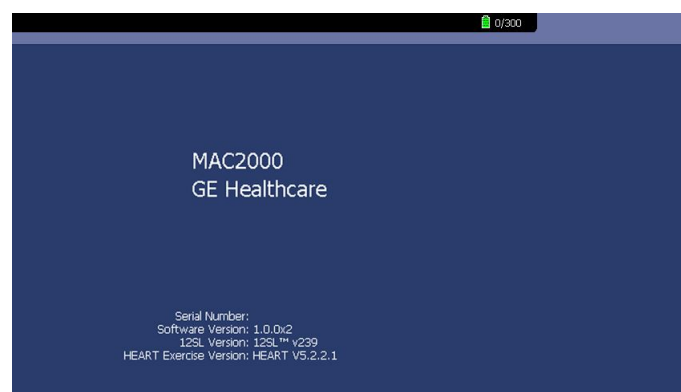 0/300
MAC2000
GE Healthcare
Serial Number:
Software Version: 1.0.0x2
12SL Version: 12SL™ v239
HEART Exercise Version: HEART V5.2.2.1